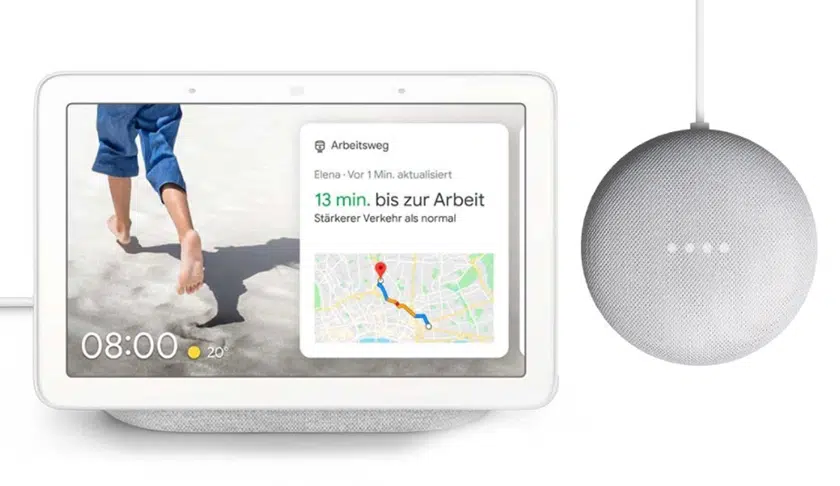 Arbeitsweg
Elena · Vor 1 Min. aktualisiert
13 min. bis zur Arbeit
Stärkerer Verkehr als normal
08:00 20°